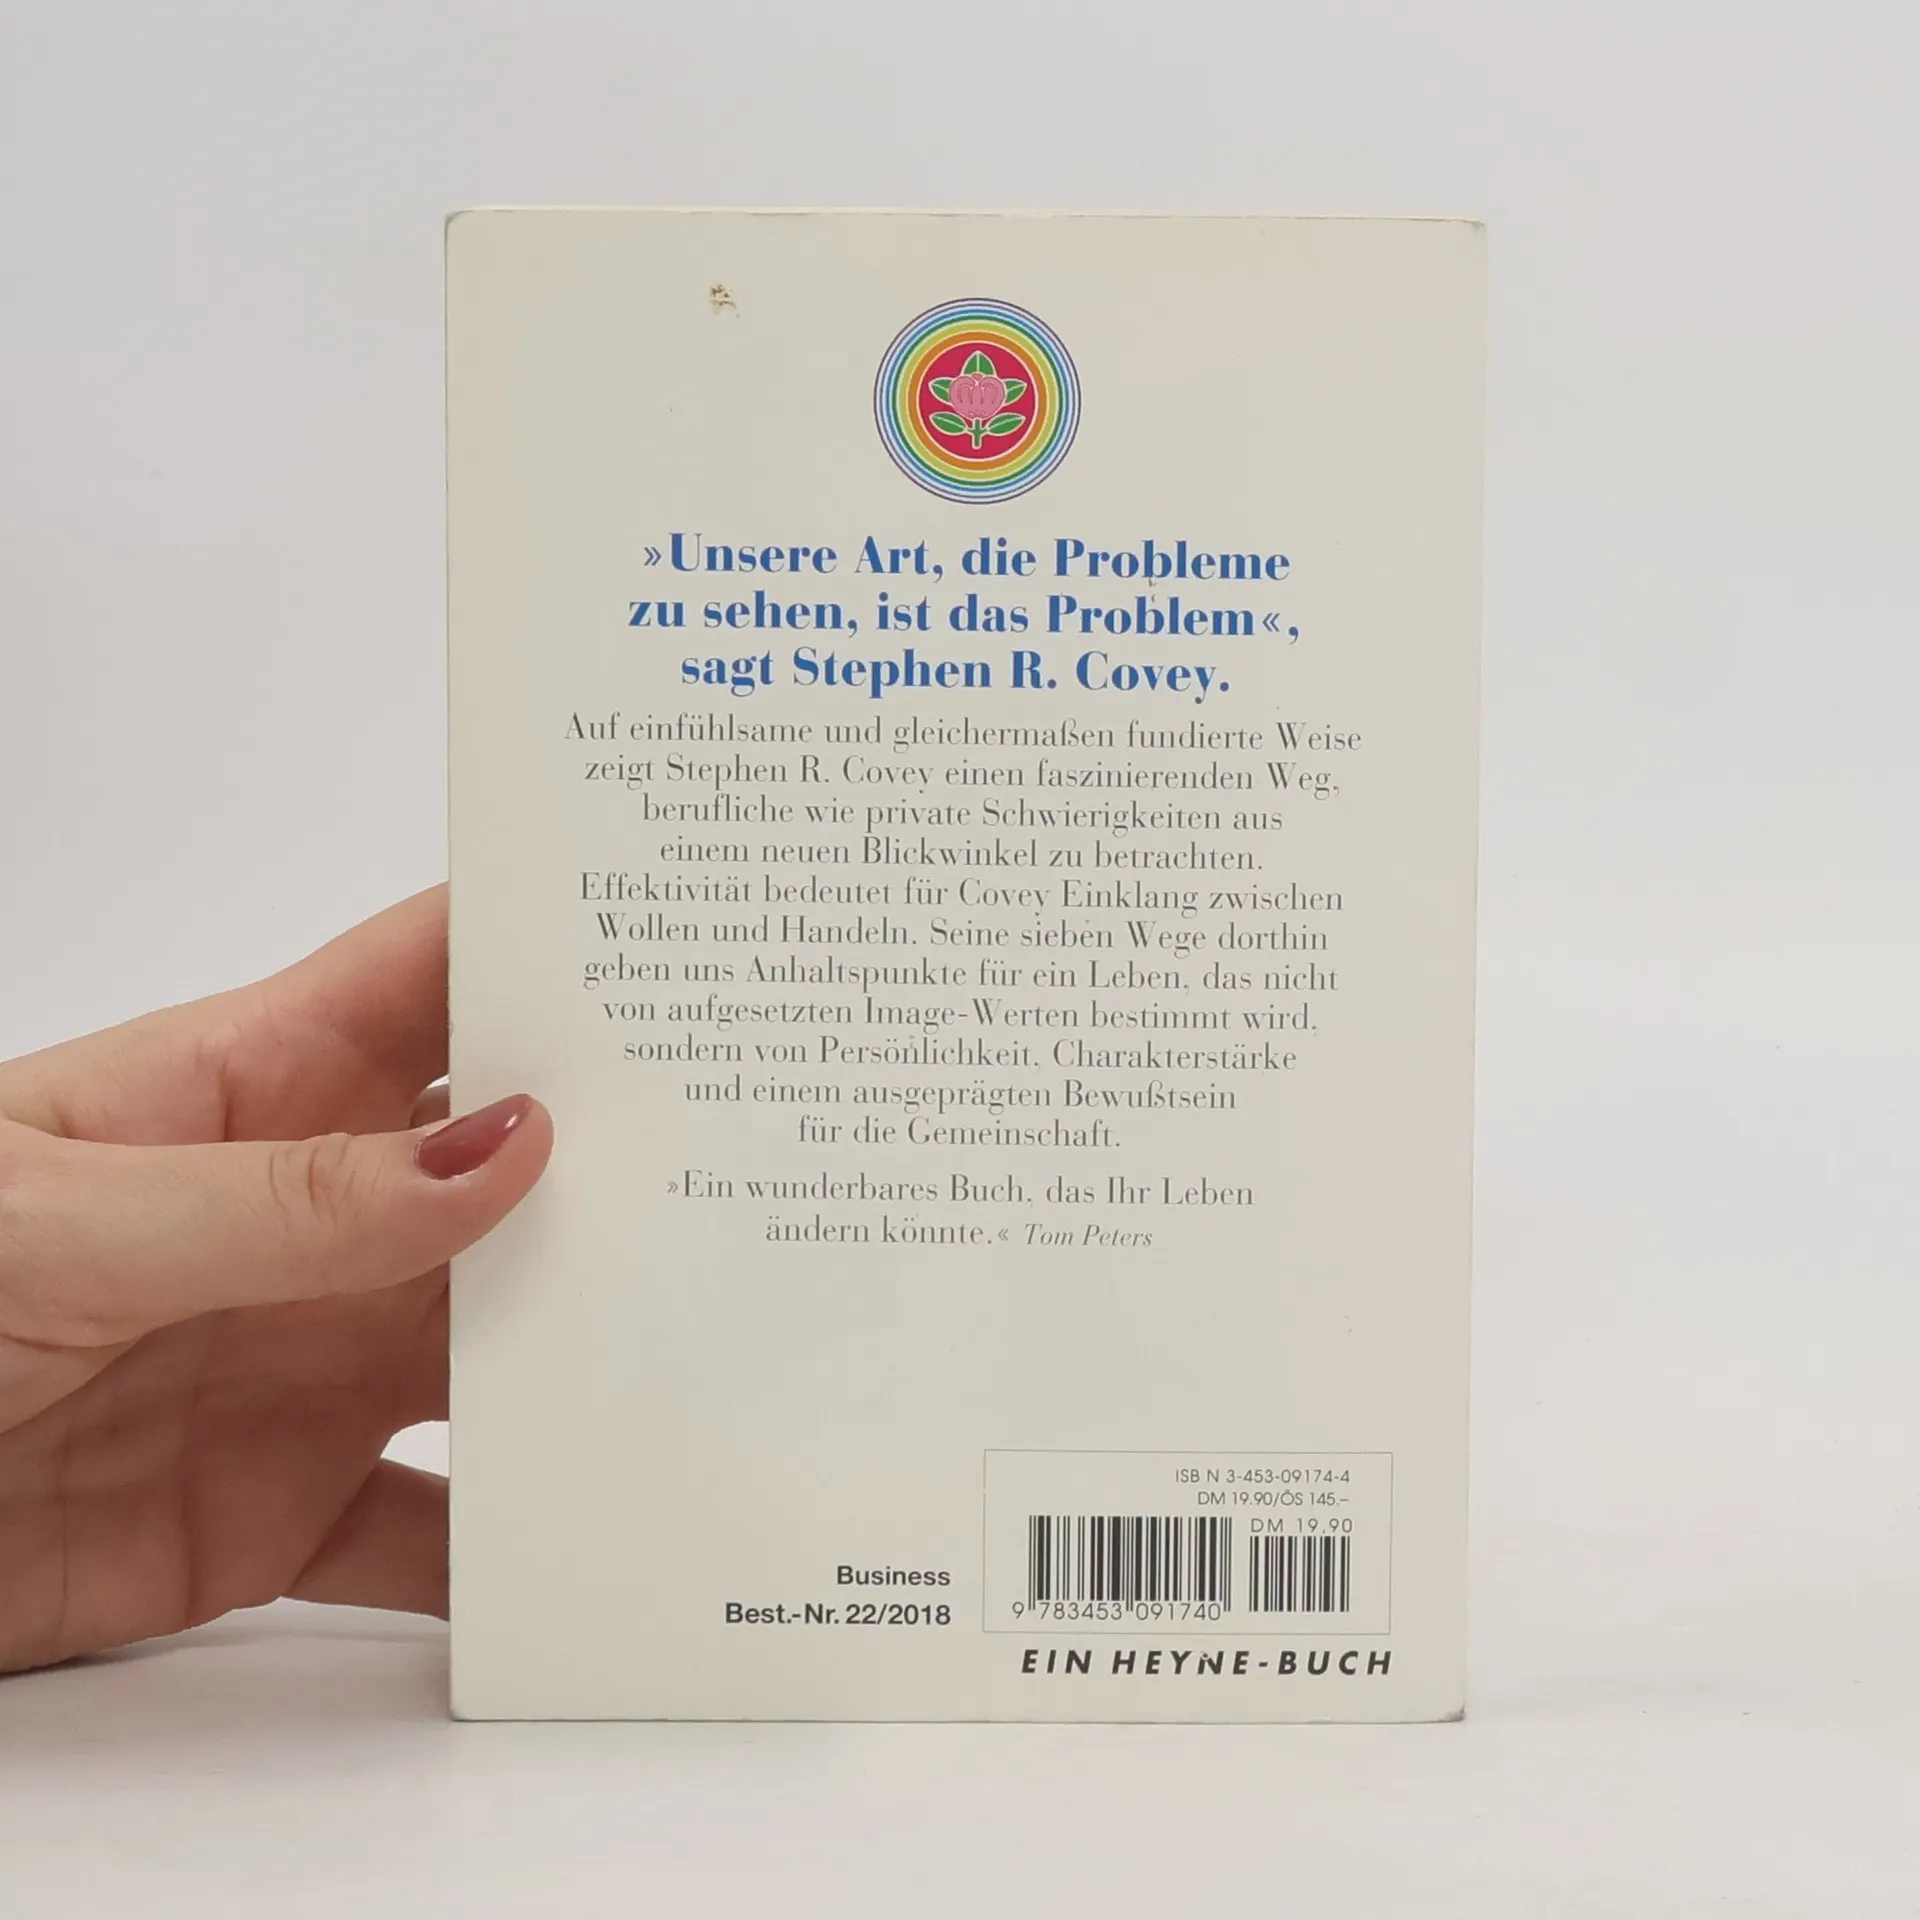 »Unsere Art, die Probleme
zu sehen, ist das Problem«,
sagt Stephen R. Covey.
Auf einfühlsame und gleichermaßen fundierte Weise
zeigt Stephen R. Covey einen faszinierenden Weg,
berufliche wie private Schwierigkeiten aus
einem neuen Blickwinkel zu betrachten.
Effektivität bedeutet für Covey Einklang zwischen
Wollen und Handeln. Seine sieben Wege dorthin
geben uns Anhaltspunkte für ein Leben, das nicht
von aufgesetzten Image-Werten bestimmt wird,
sondern von Persönlichkeit, Charakterstärke
und einem ausgeprägten Bewußtsein
für die Gemeinschaft.
»Ein wunderbares Buch, das Ihr Leben
ändern könnte.« Tom Peters
ISBN 3-453-09174-4
DM 19.90/ÖS 145.–
DM 19,90
9 783453 091740
Business
Best.-Nr. 22/2018
EIN HEYNE-BUCH